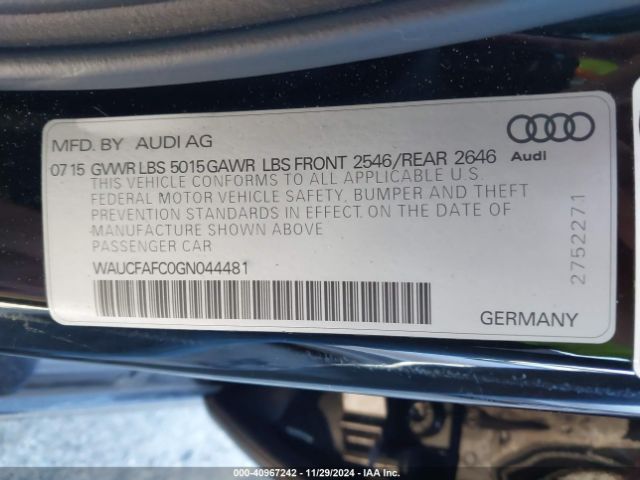 MFD. BY AUDI AG
07 15 GVWR LBS 5015 GAWR LBS FRONT 2546/REAR 2646
Audi
THIS VEHICLE CONFORMS TO ALL APPLICABLE U.S.
FEDERAL MOTOR VEHICLE SAFETY, BUMPER AND THEFT
PREVENTION STANDARDS IN EFFECT ON THE DATE OF
MANUFACTURE SHOWN ABOVE
PASSENGER CAR
WAUCFAFC0GN044481
2752271
GERMANY
000-40967242 - 11/29/2024 - IAAI.com